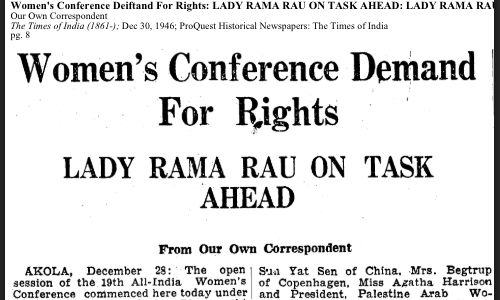 Women's Conference Deiftand For Rights: LADY RAMA RAU ON TASK AHEAD: LADY RAMA RAU
Our Own Correspondent
The Times of India (1861-); Dec 30, 1946; ProQuest Historical Newspapers: The Times of India
pg. 8
Women's Conference Demand
For Rights
LADY RAMA RAU ON TASK
AHEAD
From Our Own Correspondent
AKOLA, December 28: The open
session of the 19th All-India Women's
Conference commenced here today under
Sun Yat Sen of China, Mrs. Begtrup
of Copenhagen, Miss Agatha Harrison
and President, Palestine Arab Wo-